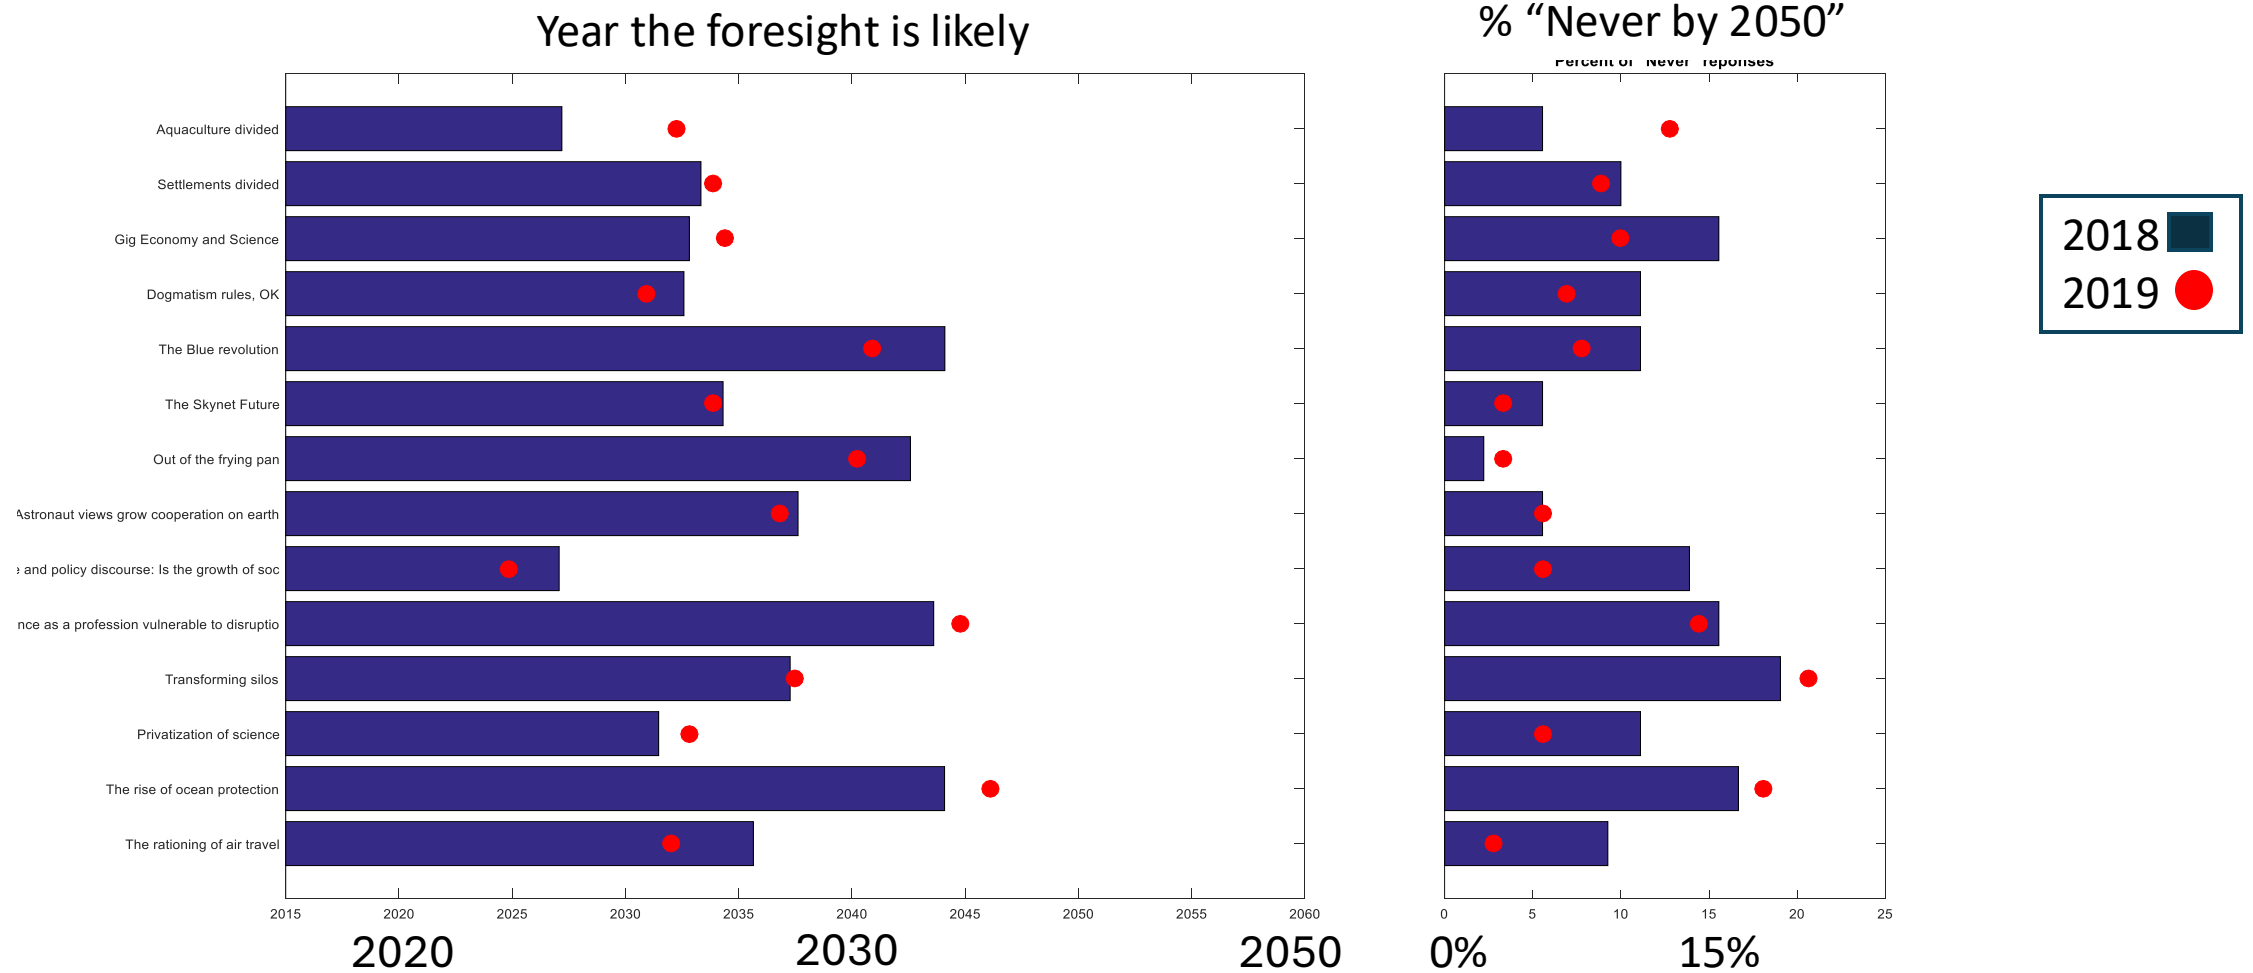 Year the foresight is likely
% “Never by 2050”
Percent of "Never" reponses
Aquaculture divided
Settlements divided
Gig Economy and Science
Dogmatism rules, OK
The Blue revolution
The Skynet Future
Out of the frying pan
Astronaut views grow cooperation on earth
and policy discourse: Is the growth of soc
nce as a profession vulnerable to disruptio
Transforming silos
Privatization of science
The rise of ocean protection
The rationing of air travel
2015 2020 2025 2030 2035 2040 2045 2050 2055 2060
0 5 10 15 20 25
2020 2030 2050
0% 15%
2018
2019